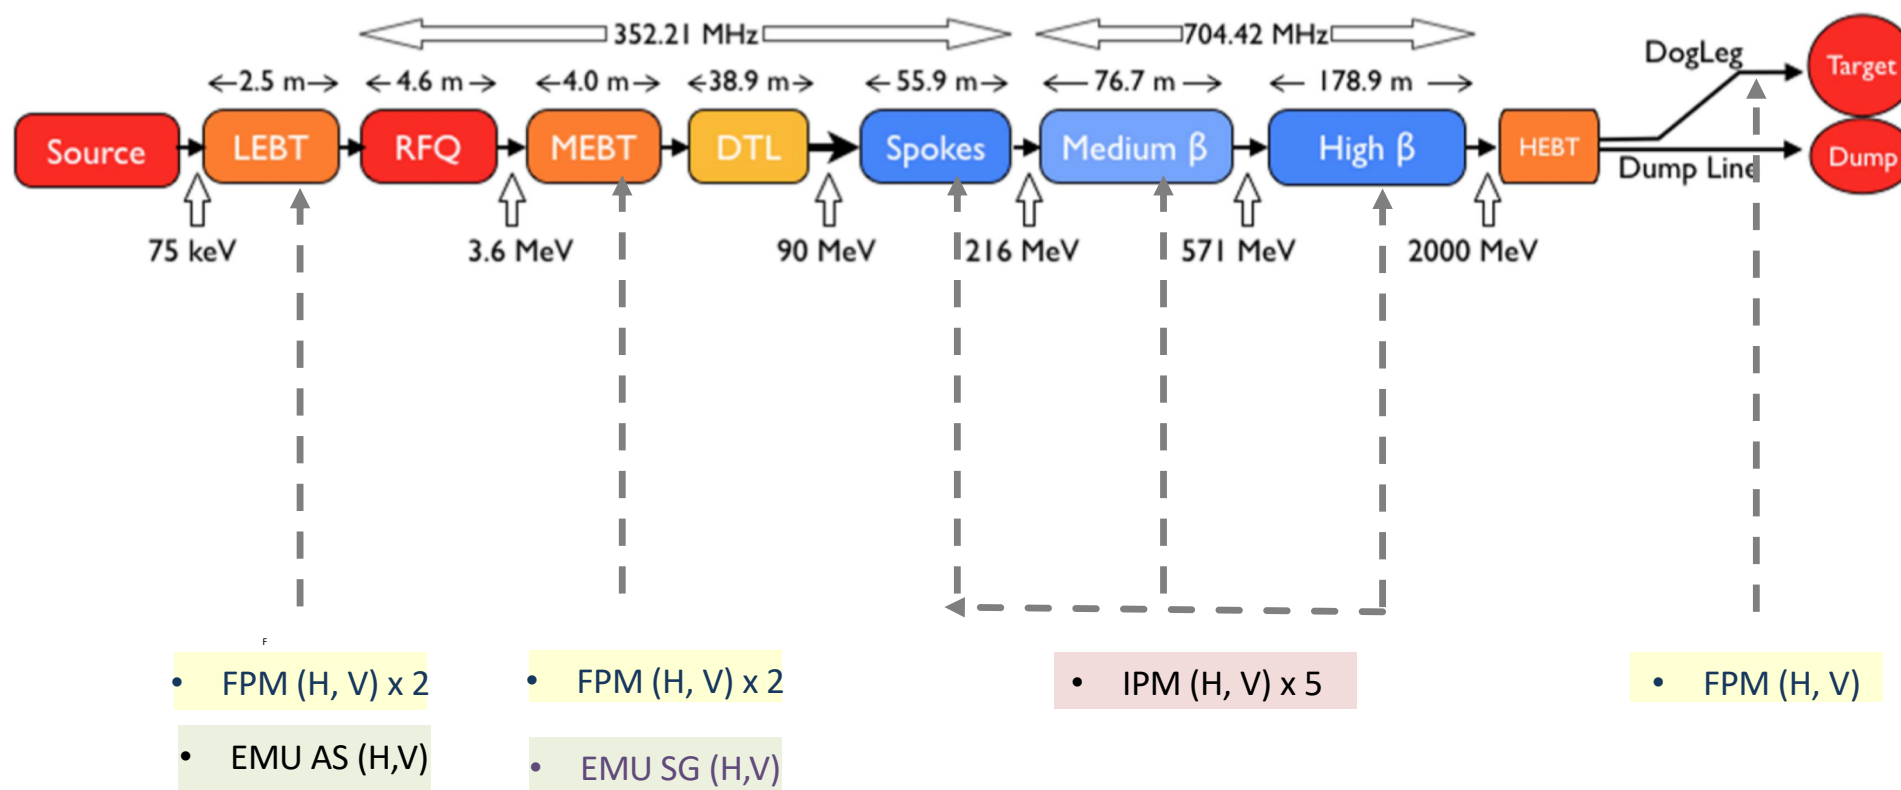 352.21 MHz
704.42 MHz
2.5 m
4.6 m
4.0 m
38.9 m
55.9 m
76.7 m
178.9 m
DogLeg
Target
Source
LEBT
RFQ
MEBT
DTL
Spokes
Medium β
High β
HEBT
Dump Line
Dump
75 keV
3.6 MeV
90 MeV
216 MeV
571 MeV
2000 MeV
F
• FPM (H, V) x 2
• FPM (H, V) x 2
• IPM (H, V) x 5
• FPM (H, V)
• EMU AS (H,V)
• EMU SG (H,V)